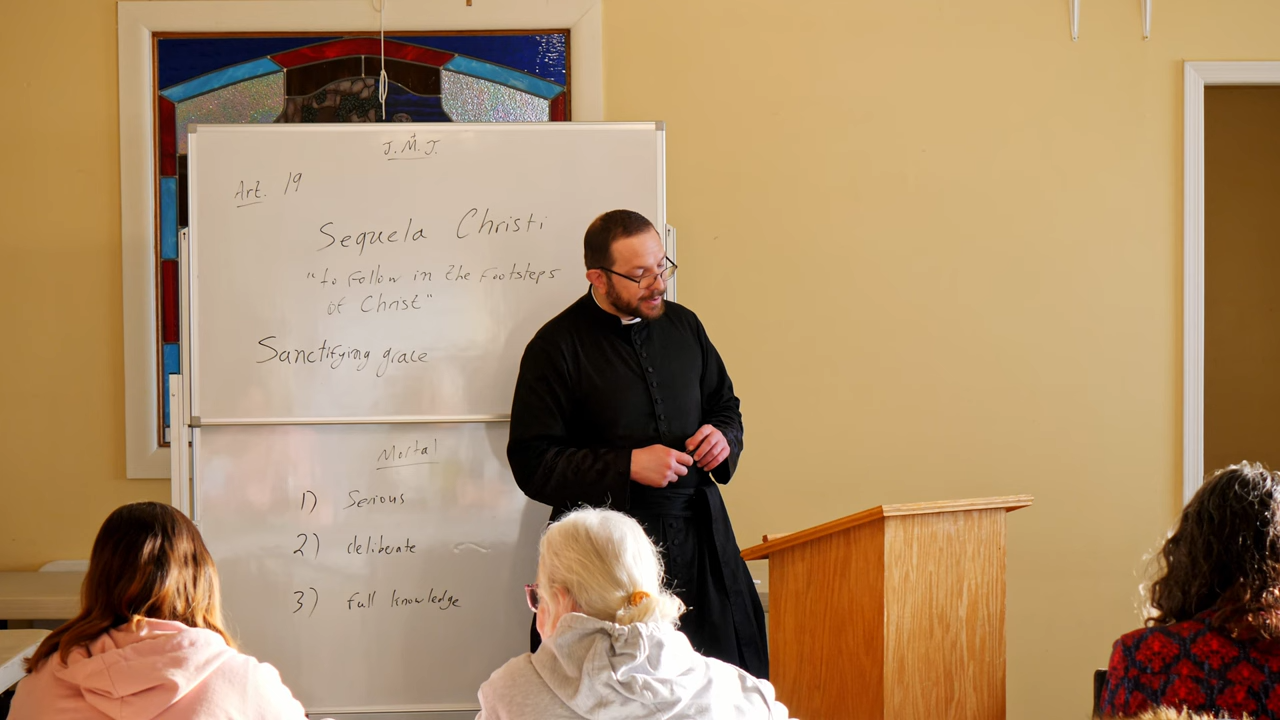 J.M.J.
Art. 19
Sequela Christi
"to follow in the footsteps
of Christ"
Sanctifying grace
Mortal
1) Serious
2) deliberate
3) full knowledge